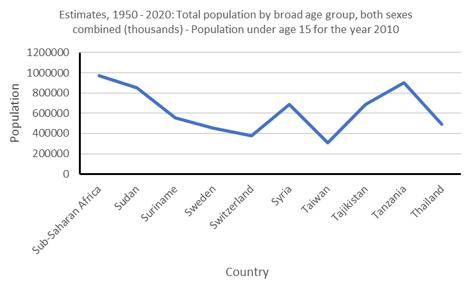 Estimates, 1950 - 2020: Total population by broad age group, both sexes
combined (thousands) - Population under age 15 for the year 2010
1200000
1000000
800000
600000
400000
200000
0
Population
Sub-Saharan Africa
Sudan
Suriname
Sweden
Switzerland
Syria
Taiwan
Tajikistan
Tanzania
Thailand
Country